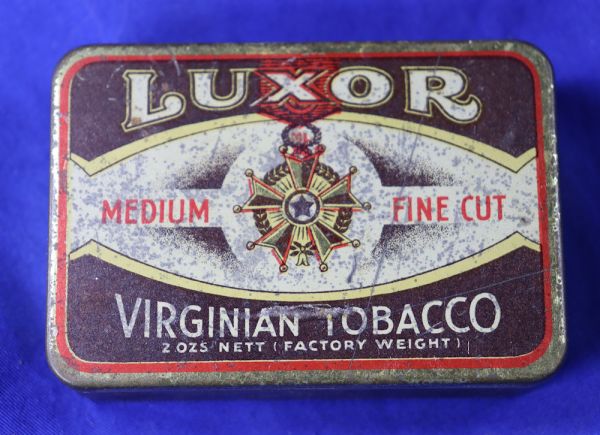 LUXOR
MEDIUM FINE CUT
VIRGINIAN TOBACCO
2 OZS NETT (FACTORY WEIGHT)